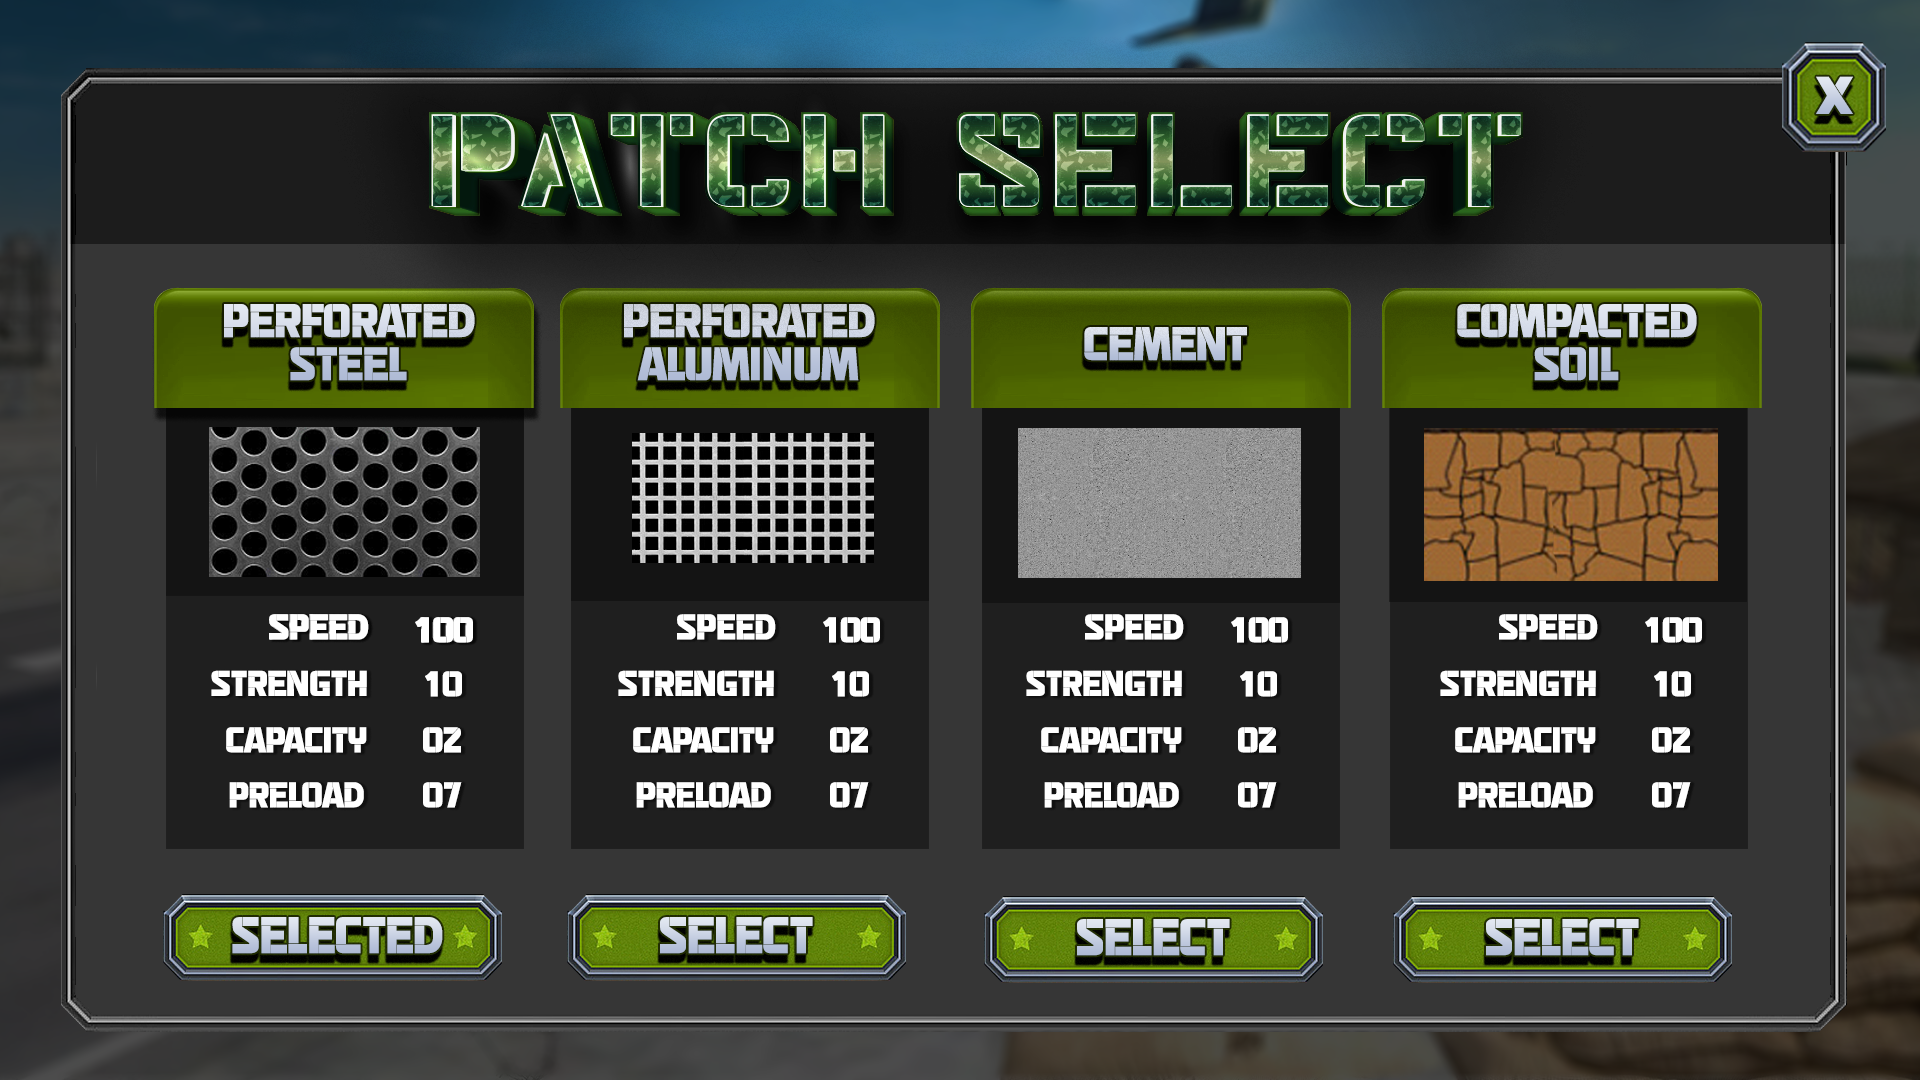 PATCH SELECT
X
PERFORATED
STEEL
SPEED 100
STRENGTH 10
CAPACITY 02
PRELOAD 07
SELECTED
PERFORATED
ALUMINUM
SPEED 100
STRENGTH 10
CAPACITY 02
PRELOAD 07
SELECT
CEMENT
SPEED 100
STRENGTH 10
CAPACITY 02
PRELOAD 07
SELECT
COMPACTED
SOIL
SPEED 100
STRENGTH 10
CAPACITY 02
PRELOAD 07
SELECT